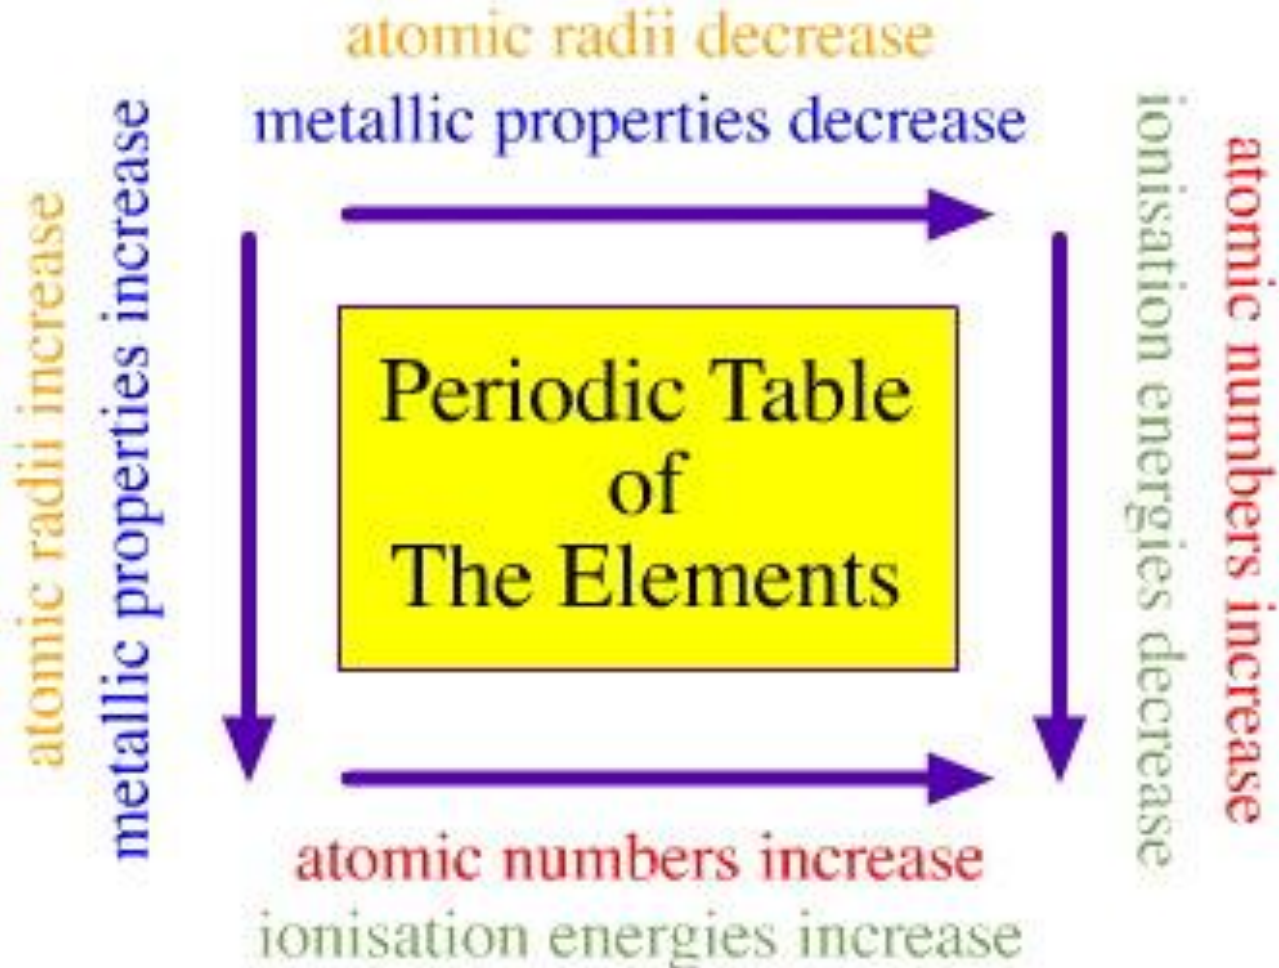 atomic radii decrease
metallic properties decrease
atomic radii increase
metallic properties increase
Periodic Table
of
The Elements
ionisation energies decrease
atomic numbers increase
atomic numbers increase
ionisation energies increase